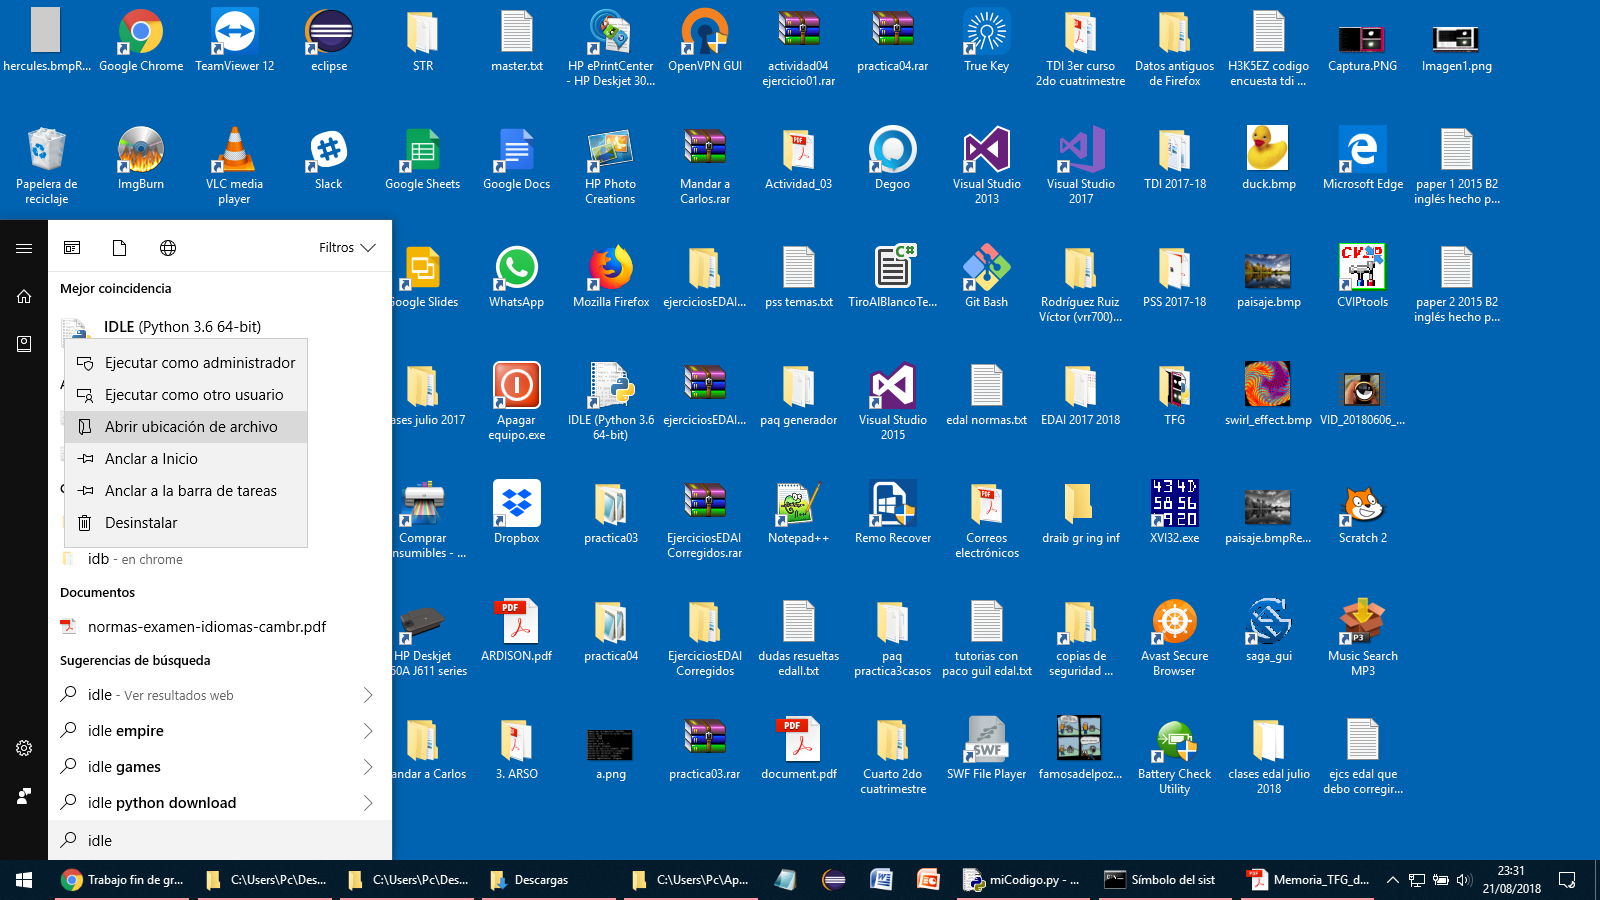 hercules.bmpR...
Google Chrome
TeamViewer 12
eclipse
STR
master.txt
HP ePrintCenter
- HP Deskjet 30...
OpenVPN GUI
actividad04
ejercicio01.rar
practica04.rar
True Key
TDI 3er curso
2do cuatrimestre
Datos antiguos
de Firefox
H3K5EZ codigo
encuesta tdi ...
Captura.PNG
Imagen1.png
Papelera de
reciclaje
ImgBurn
VLC media
player
Slack
Google Sheets
Google Docs
HP Photo
Creations
Mandar a
Carlos.rar
Actividad_03
Degoo
Visual Studio
2013
Visual Studio
2017
TDI 2017-18
duck.bmp
Microsoft Edge
paper 1 2015 B2
inglés hecho p...
Google Slides
WhatsApp
Mozilla Firefox
ejerciciosEDAI...
pss temas.txt
TiroAlBlancoTe...
Git Bash
Rodríguez Ruiz
Víctor (vrr700)...
PSS 2017-18
paisaje.bmp
CVIPtools
paper 2 2015 B2
inglés hecho p...
ases julio 2017
Apagar
equipo.exe
IDLE (Python 3.6
64-bit)
ejerciciosEDAI...
paq generador
Visual Studio
2015
edal normas.txt
EDAI 2017 2018
TFG
swirl_effect.bmp
VID_20180606_...
Comprar
nsumibles - ...
Dropbox
practica03
EjerciciosEDAI
Corregidos.rar
Notepad++
Remo Recover
Correos
electrónicos
draib gr ing inf
XVI32.exe
paisaje.bmpRe...
Scratch 2
HP Deskjet
50A J611 series
ARDISON.pdf
practica04
EjerciciosEDAI
Corregidos
dudas resueltas
edall.txt
paq
practica3casos
tutorias con
paco guil edal.txt
copias de
seguridad ...
Avast Secure
Browser
saga_gui
Music Search
MP3
andar a Carlos
3. ARSO
a.png
practica03.rar
document.pdf
Cuarto 2do
cuatrimestre
SWF File Player
famosadelpoz...
Battery Check
Utility
clases edal julio
2018
ejcs edal que
debo corregir...
Filtros
Mejor coincidencia
IDLE (Python 3.6 64-bit)
Ejecutar como administrador
Ejecutar como otro usuario
Abrir ubicación de archivo
Anclar a Inicio
Anclar a la barra de tareas
Desinstalar
idb - en chrome
Documentos
normas-examen-idiomas-cambr.pdf
Sugerencias de búsqueda
idle - Ver resultados web
idle empire
idle games
idle python download
idle
Trabajo fin de gr...
C:\Users\Pc\Des...
C:\Users\Pc\Des...
Descargas
C:\Users\Pc\Ap...
miCodigo.py - ...
Símbolo del sist
Memoria_TFG_d...
23:31
21/08/2018